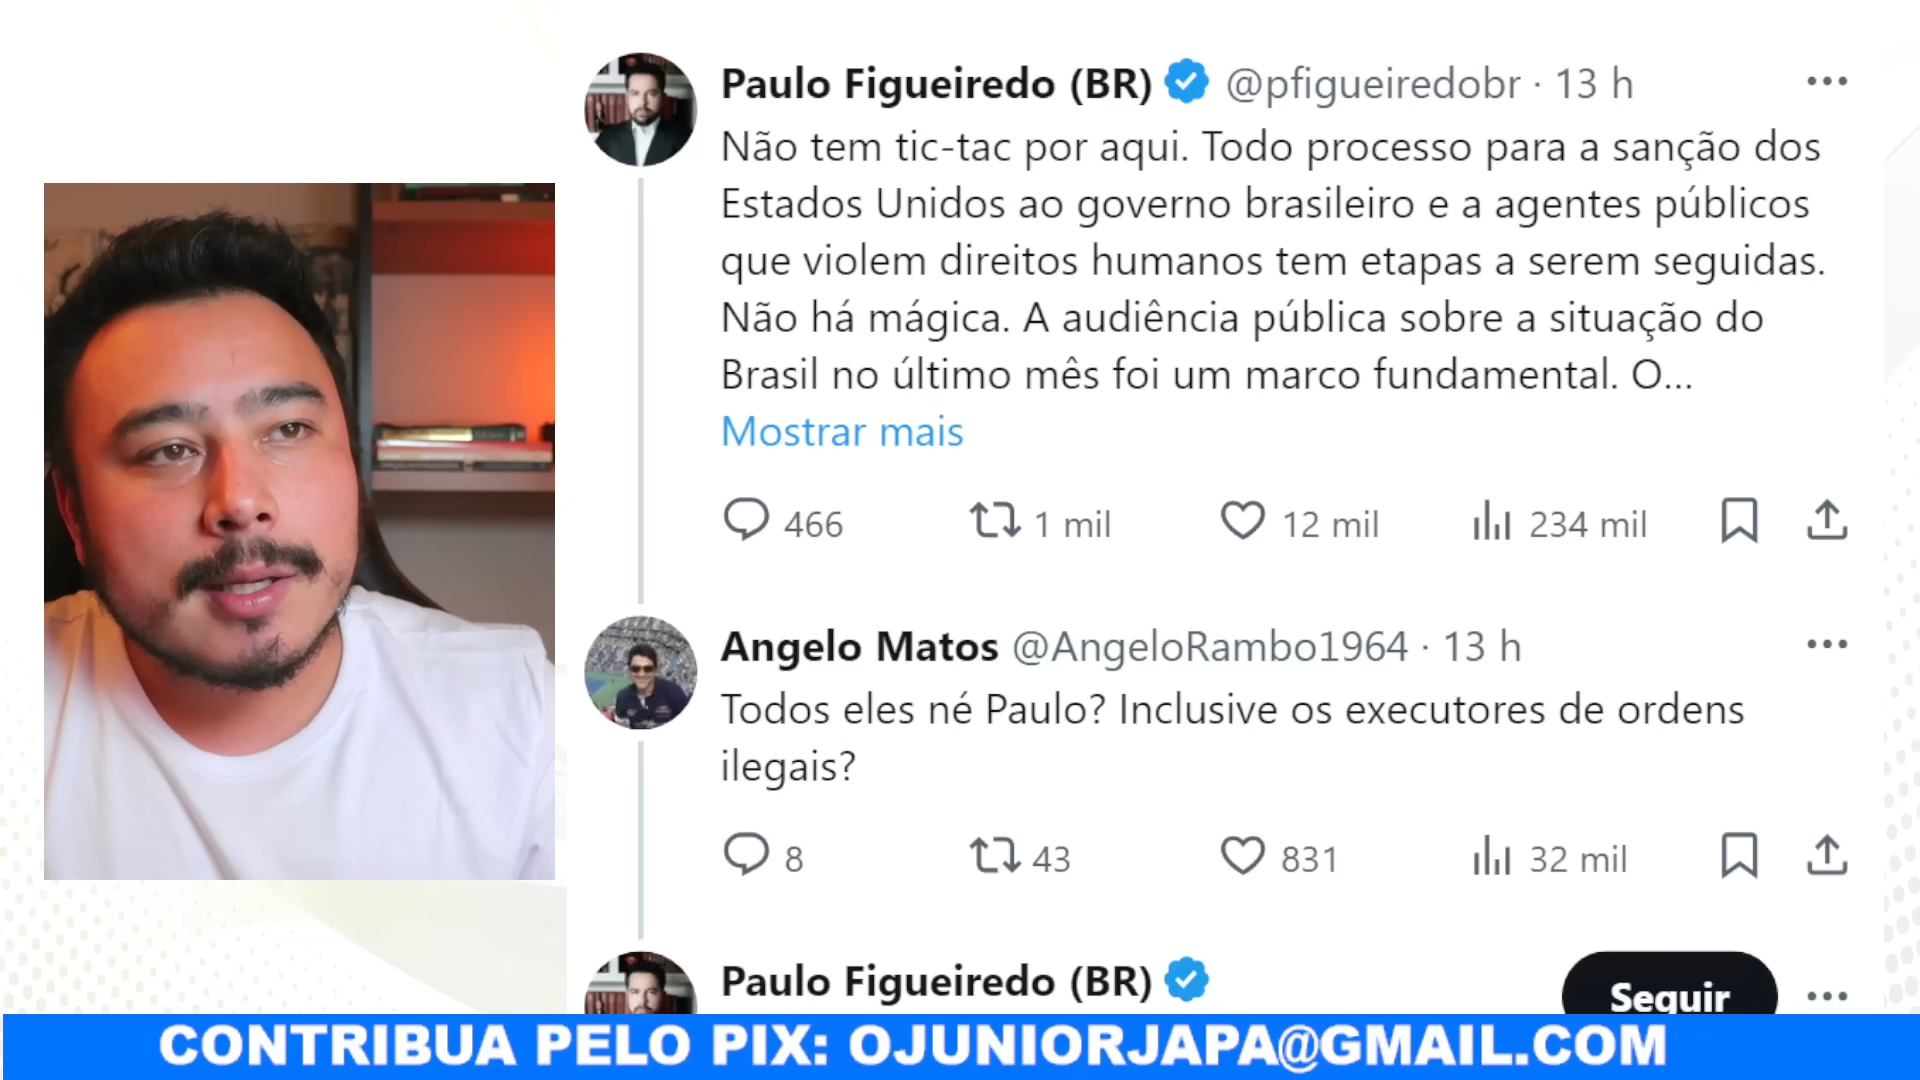 Paulo Figueiredo (BR) @pfigueiredobr · 13 h
Não tem tic-tac por aqui. Todo processo para a sanção dos
Estados Unidos ao governo brasileiro e a agentes públicos
que violem direitos humanos tem etapas a serem seguidas.
Não há mágica. A audiência pública sobre a situação do
Brasil no último mês foi um marco fundamental. O...
Mostrar mais
466 1 mil 12 mil 234 mil
Angelo Matos @AngeloRambo1964 · 13 h
Todos eles né Paulo? Inclusive os executores de ordens
ilegais?
8 43 831 32 mil
Paulo Figueiredo (BR)
Seguir
CONTRIBUA PELO PIX: OJUNIORJAPA@GMAIL.COM